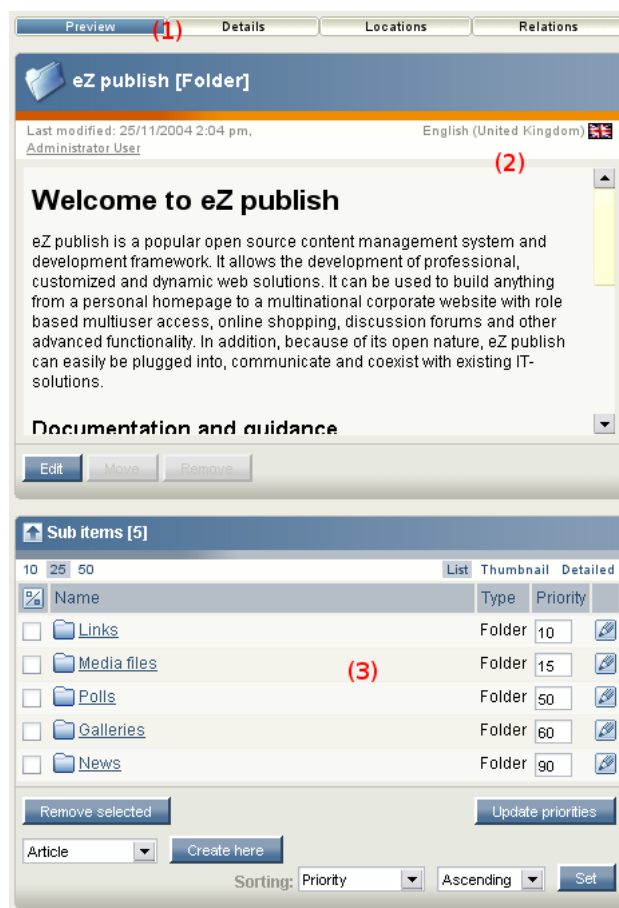 Preview (1) Details Locations Relations
eZ publish [Folder]
Last modified: 25/11/2004 2:04 pm, English (United Kingdom)
Administrator User
(2)
Welcome to eZ publish
eZ publish is a popular open source content management system and
development framework. It allows the development of professional,
customized and dynamic web solutions. It can be used to build anything
from a personal homepage to a multinational corporate website with role
based multiuser access, online shopping, discussion forums and other
advanced functionality. In addition, because of its open nature, eZ publish
can easily be plugged into, communicate and coexist with existing IT-
solutions.
Documentation and guidance
Edit Move Remove
Sub items [5]
10 25 50 List Thumbnail Detailed
Name Type Priority
Links Folder 10
Media files (3) Folder 15
Polls Folder 50
Galleries Folder 60
News Folder 90
Remove selected Update priorities
Article Create here
Sorting: Priority Ascending Set